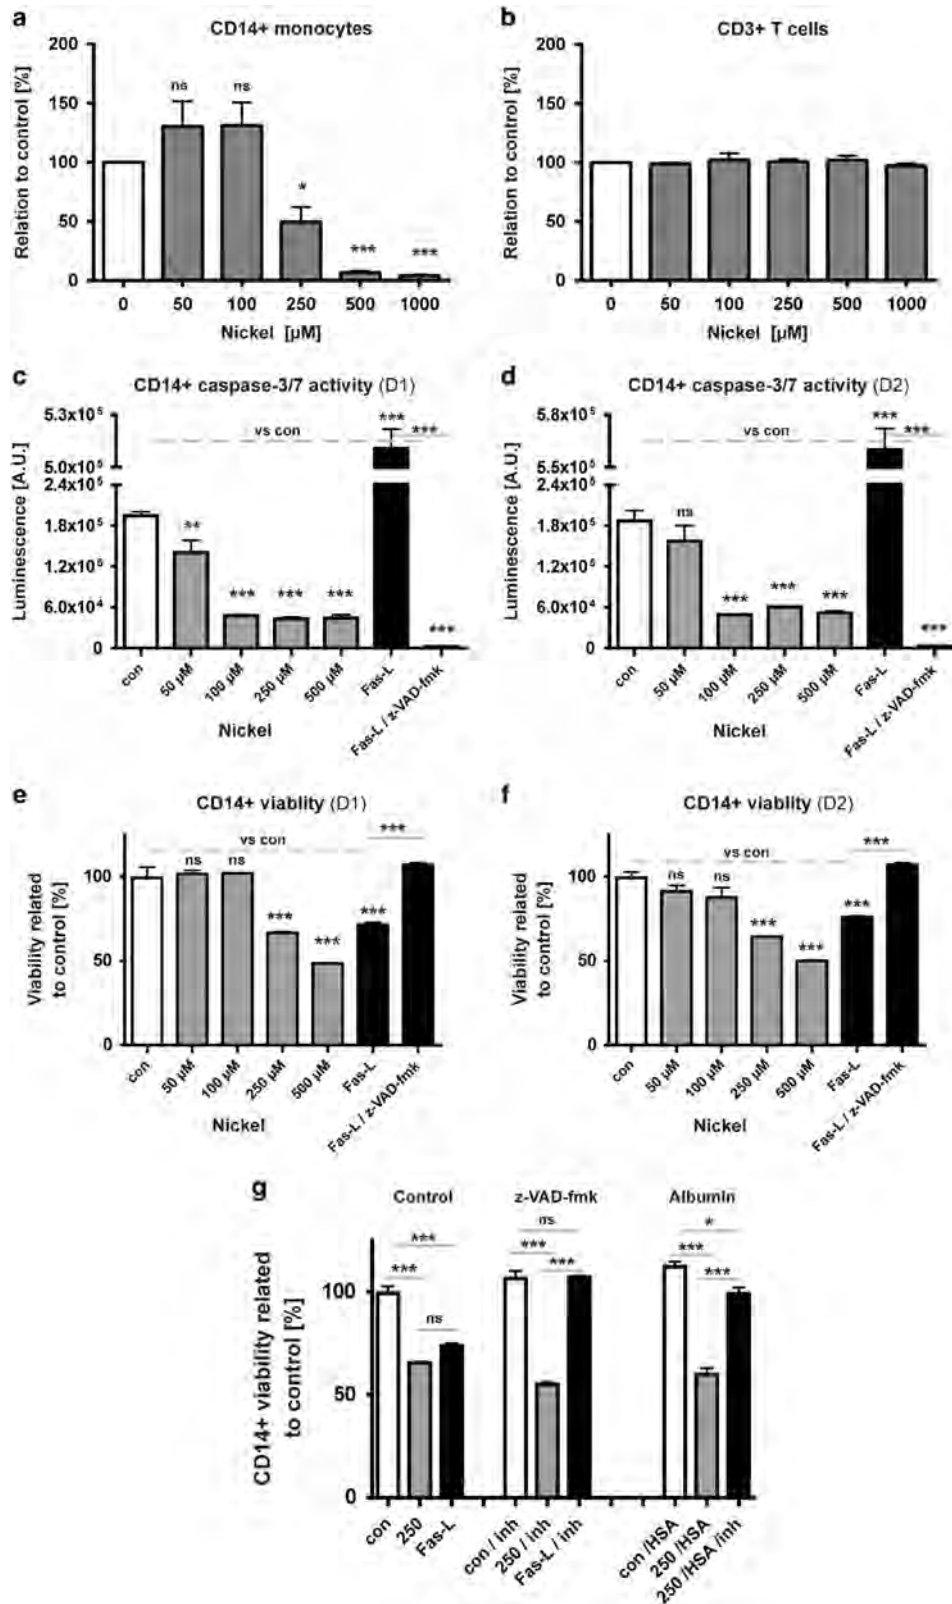 a
CD14+ monocytes
Relation to control [%]
200
150
100
50
0
ns
ns
*
***
***
0 50 100 250 500 1000
Nickel [µM]
b
CD3+ T cells
Relation to control [%]
200
150
100
50
0
0 50 100 250 500 1000
Nickel [µM]
c
CD14+ caspase-3/7 activity (D1)
Luminescence [A.U.]
5.3x10⁵
5.0x10⁵
2.4x10⁵
1.8x10⁵
1.2x10⁵
6.0x10⁴
0
vs con
**
***
***
***
***
***
***
con
50 µM
100 µM
250 µM
500 µM
Fas-L
Fas-L / z-VAD-fmk
Nickel
d
CD14+ caspase-3/7 activity (D2)
Luminescence [A.U.]
5.8x10⁵
5.5x10⁵
2.4x10⁵
1.8x10⁵
1.2x10⁵
6.0x10⁴
0
vs con
ns
***
***
***
***
***
***
con
50 µM
100 µM
250 µM
500 µM
Fas-L
Fas-L / z-VAD-fmk
Nickel
e
CD14+ viablity (D1)
Viability related
to control [%]
100
50
0
vs con
***
ns
ns
***
***
***
con
50 µM
100 µM
250 µM
500 µM
Fas-L
Fas-L / z-VAD-fmk
Nickel
f
CD14+ viablity (D2)
Viability related
to control [%]
100
50
0
vs con
***
ns
ns
***
***
***
con
50 µM
100 µM
250 µM
500 µM
Fas-L
Fas-L / z-VAD-fmk
Nickel
g
Control z-VAD-fmk Albumin
CD14+ viability related
to control [%]
100
50
0
***
***
ns
ns
***
***
*
***
***
con
250
Fas-L
con / inh
250 / inh
Fas-L / inh
con /HSA
250 /HSA
250 /HSA /inh